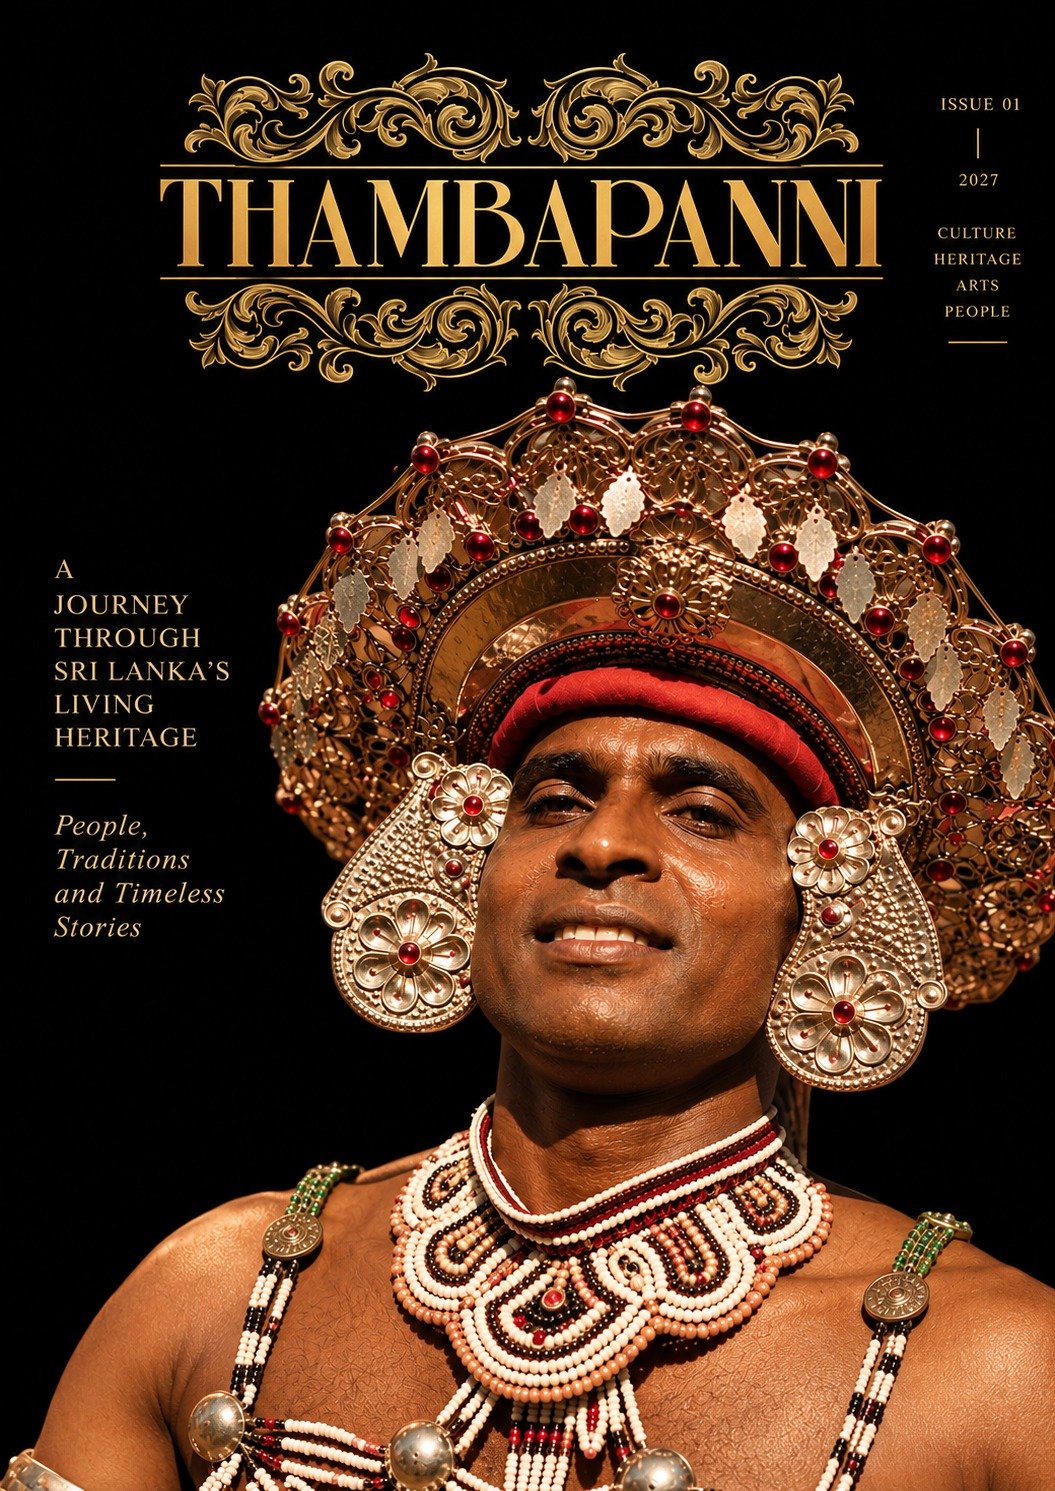 THAMBAPANNI
ISSUE 01
2027
CULTURE
HERITAGE
ARTS
PEOPLE
A
JOURNEY
THROUGH
SRI LANKA’S
LIVING
HERITAGE
People,
Traditions
and Timeless
Stories